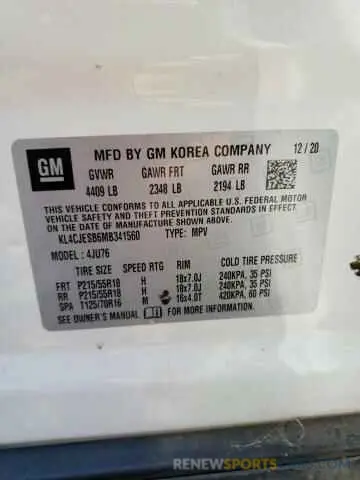 GM
MFD BY GM KOREA COMPANY 12/20
GVWR GAWR FRT GAWR RR
4409 LB 2348 LB 2194 LB
THIS VEHICLE CONFORMS TO ALL APPLICABLE U.S. FEDERAL MOTOR
VEHICLE SAFETY AND THEFT PREVENTION STANDARDS IN EFFECT ON THE DATE
OF MANUFACTURE SHOWN ABOVE.
KL4CJESB6MB341560 TYPE: MPV
MODEL: 4JU76
TIRE SIZE SPEED RTG RIM COLD TIRE PRESSURE
FRT P215/55R18 H 18x7.0J 240KPA, 35 PSI
RR P215/55R18 H 18x7.0J 240KPA, 35 PSI
SPA T125/70R16 M 16x4.0T 420KPA, 60 PSI
SEE OWNER'S MANUAL FOR MORE INFORMATION
REVIEWSPORTS.COM